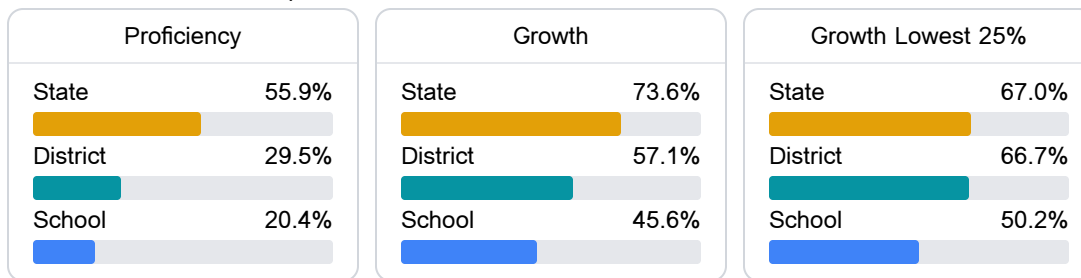 Proficiency
State 55.9%
District 29.5%
School 20.4%
Growth
State 73.6%
District 57.1%
School 45.6%
Growth Lowest 25%
State 67.0%
District 66.7%
School 50.2%